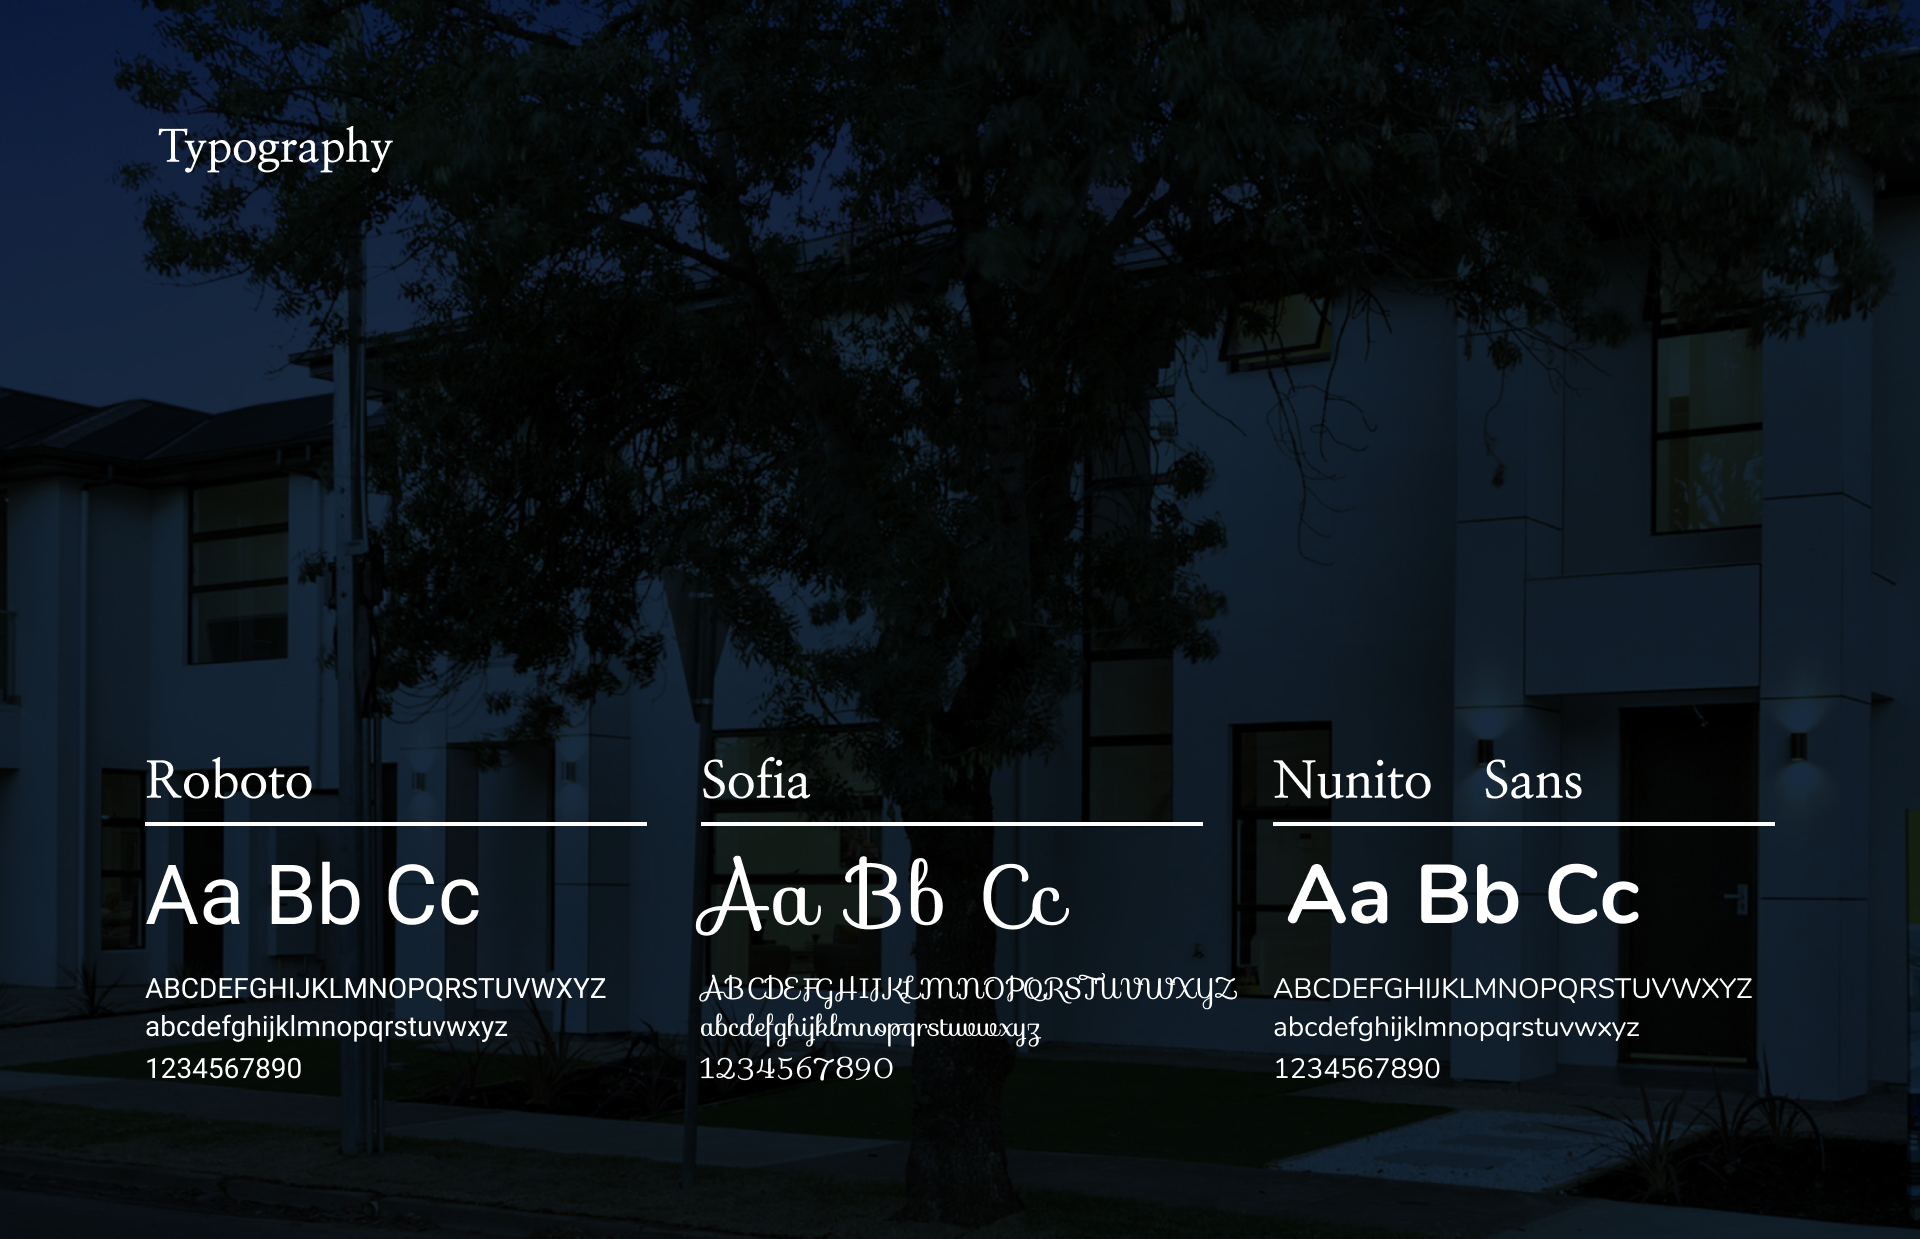 Typography
Roboto
Aa Bb Cc
ABCDEFGHIJKLMNOPQRSTUVWXYZ
abcdefghijklmnopqrstuvwxyz
1234567890
Sofia
Aa Bb Cc
ABCDEFGHIJKLMNOPQRSTUVWXYZ
abcdefghijklmnopqrstuvwxyz
1234567890
Nunito Sans
Aa Bb Cc
ABCDEFGHIJKLMNOPQRSTUVWXYZ
abcdefghijklmnopqrstuvwxyz
1234567890